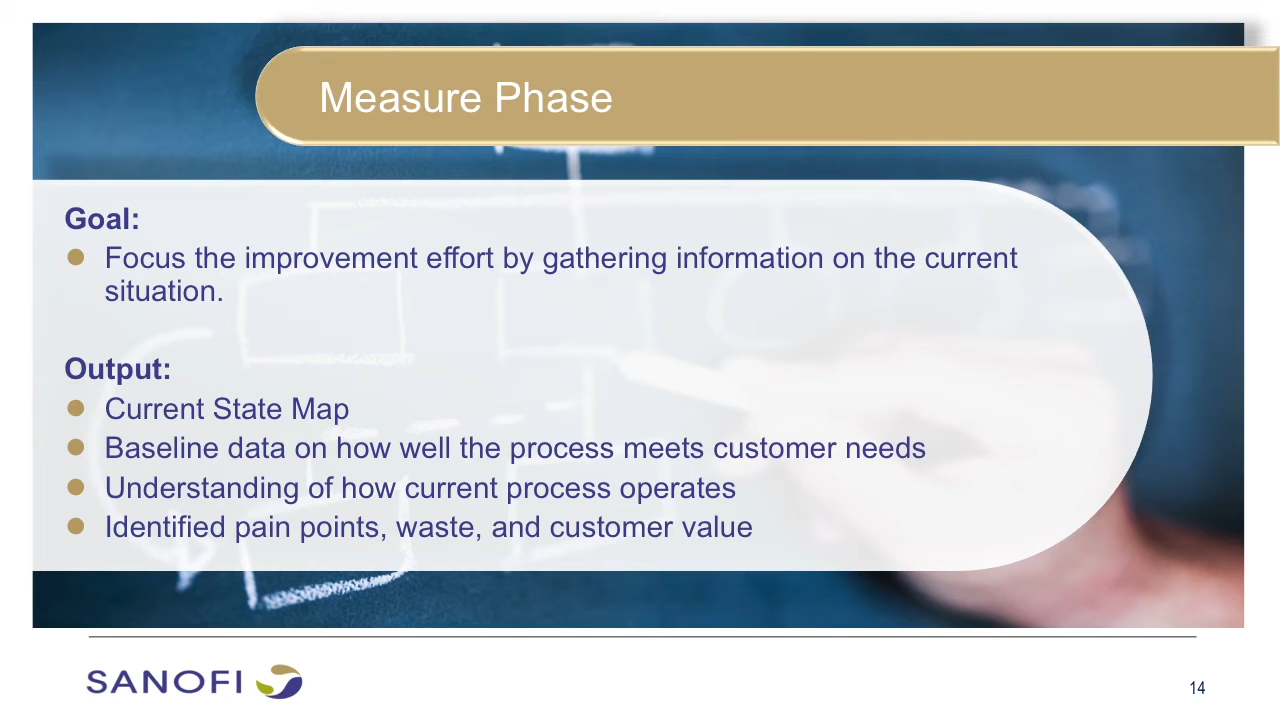 Measure Phase
Goal:
Focus the improvement effort by gathering information on the current
situation.
Output:
Current State Map
Baseline data on how well the process meets customer needs
Understanding of how current process operates
Identified pain points, waste, and customer value
SANOFI
14